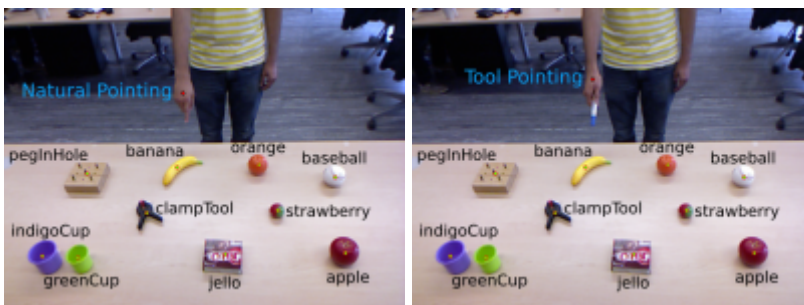 Natural Pointing
pegInHole
banana
orange
baseball
clampTool
strawberry
indigoCup
greenCup
jello
apple
Tool Pointing
pegInHole
banana
orange
baseball
clampTool
strawberry
indigoCup
greenCup
jello
apple